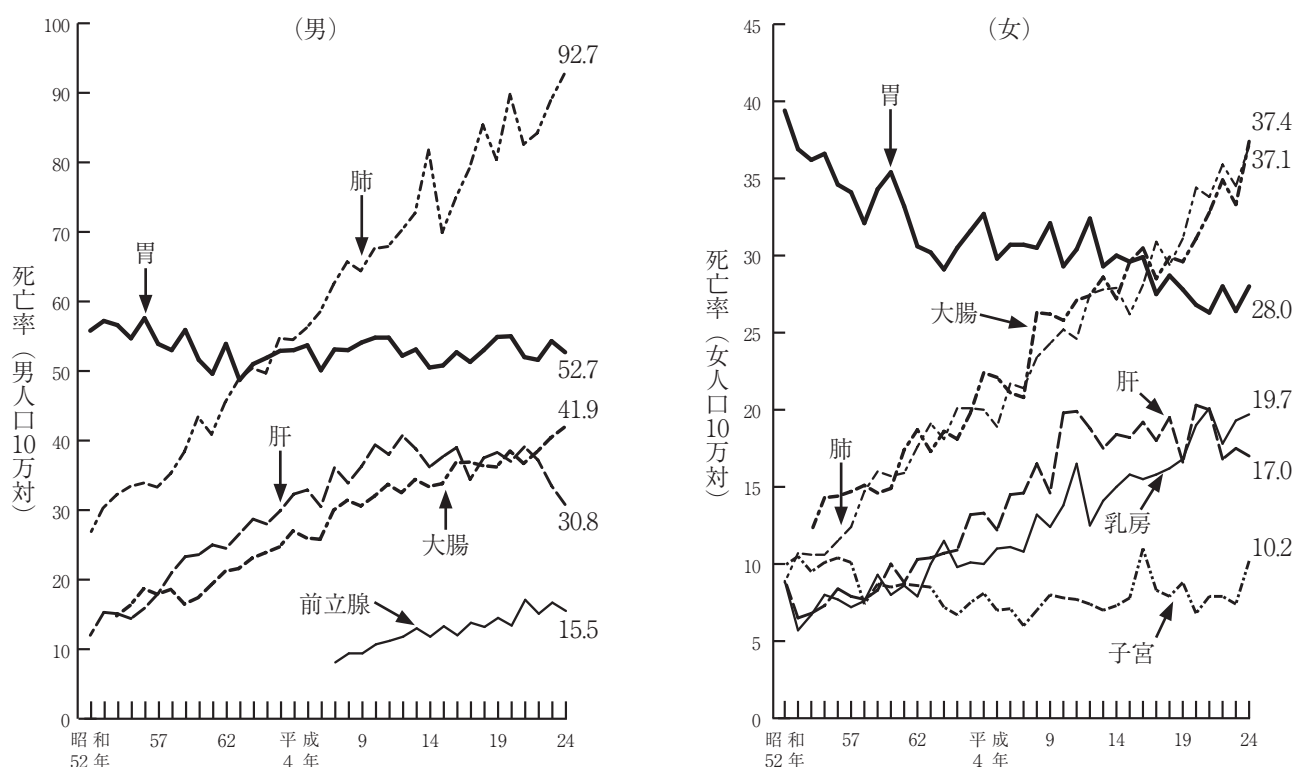 (男)
死亡率(男人口10万対)
100
90
80
70
60
50
40
30
20
10
0
胃
肺
肝
大腸
前立腺
92.7
52.7
41.9
30.8
15.5
昭和 57 62 平成 9 14 19 24
52年 4年
(女)
死亡率(女人口10万対)
45
40
35
30
25
20
15
10
5
0
胃
大腸
肺
肝
乳房
子宮
37.4
37.1
28.0
19.7
17.0
10.2
昭和 57 62 平成 9 14 19 24
52年 4年